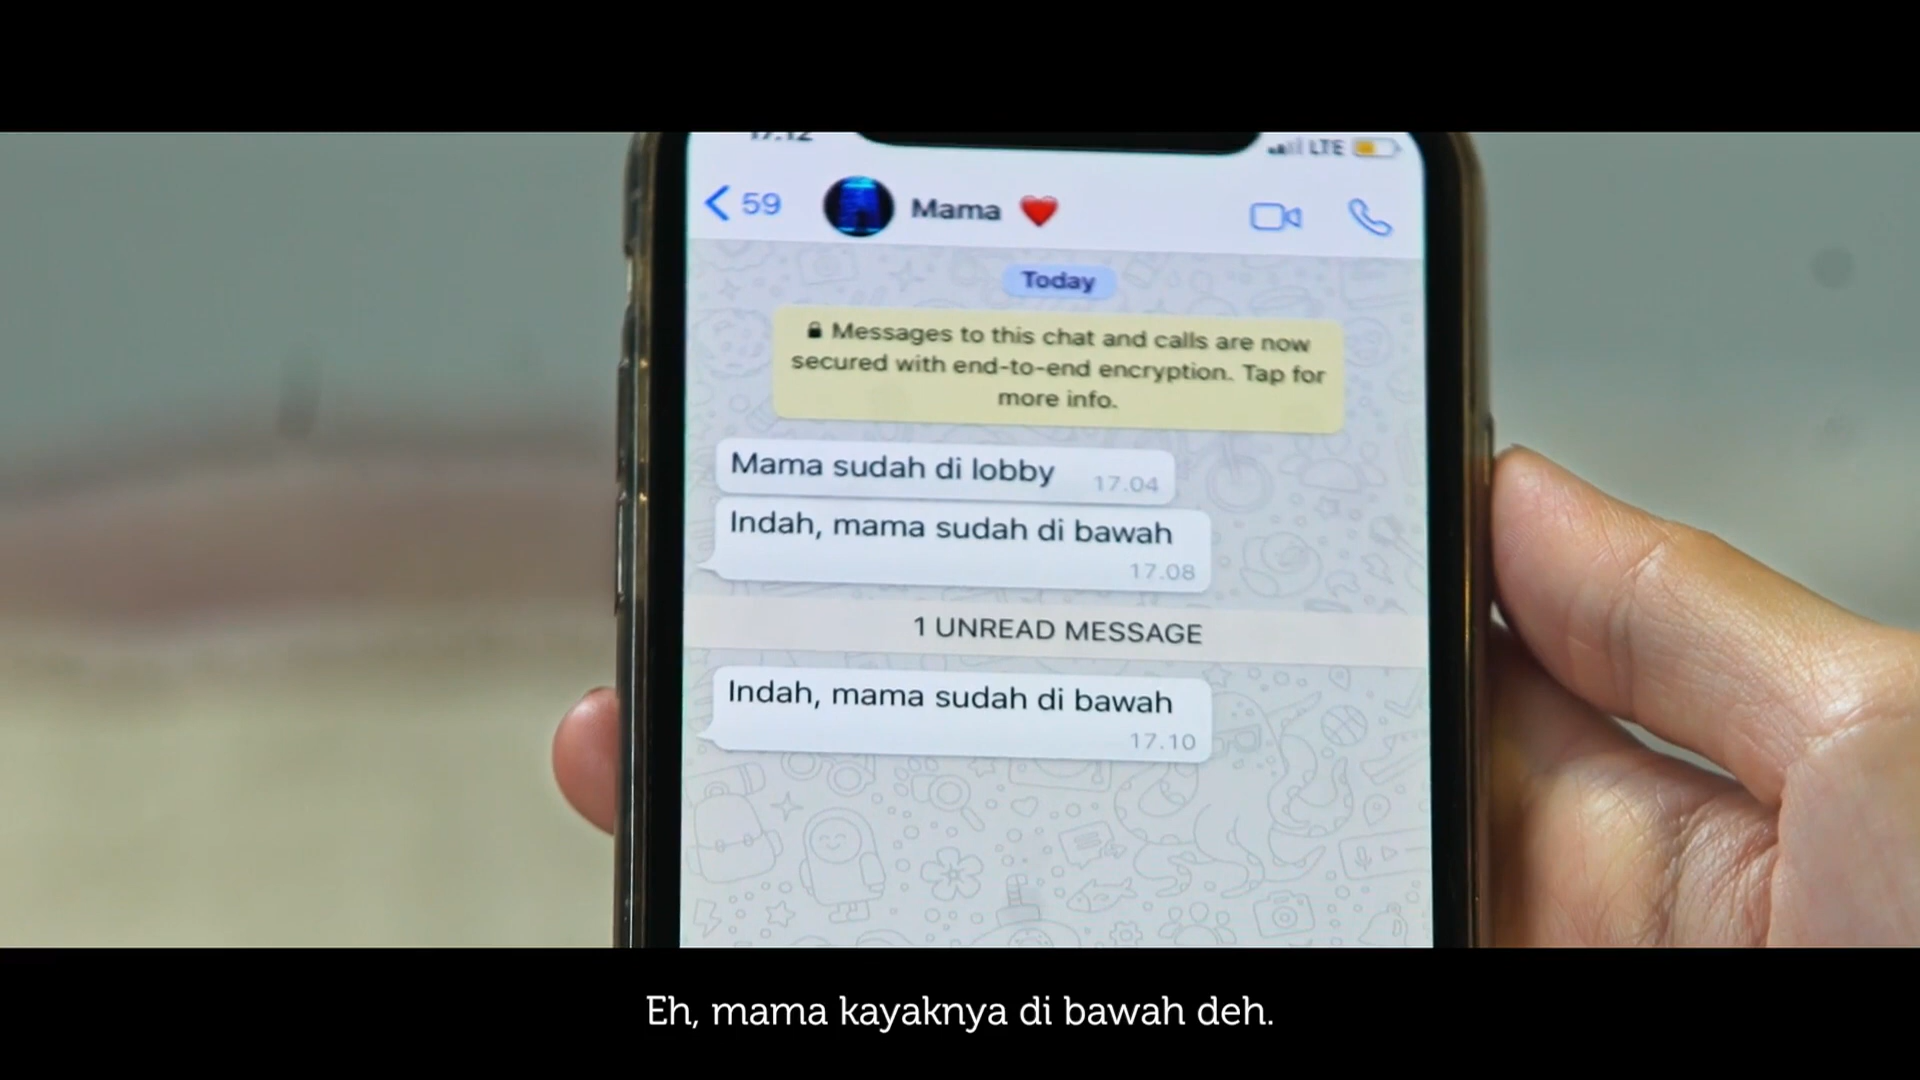 17.12
LTE
59
Mama ❤️
Today
Messages to this chat and calls are now
secured with end-to-end encryption. Tap for
more info.
Mama sudah di lobby
17.04
Indah, mama sudah di bawah
17.08
1 UNREAD MESSAGE
Indah, mama sudah di bawah
17.10
Eh, mama kayaknya di bawah deh.